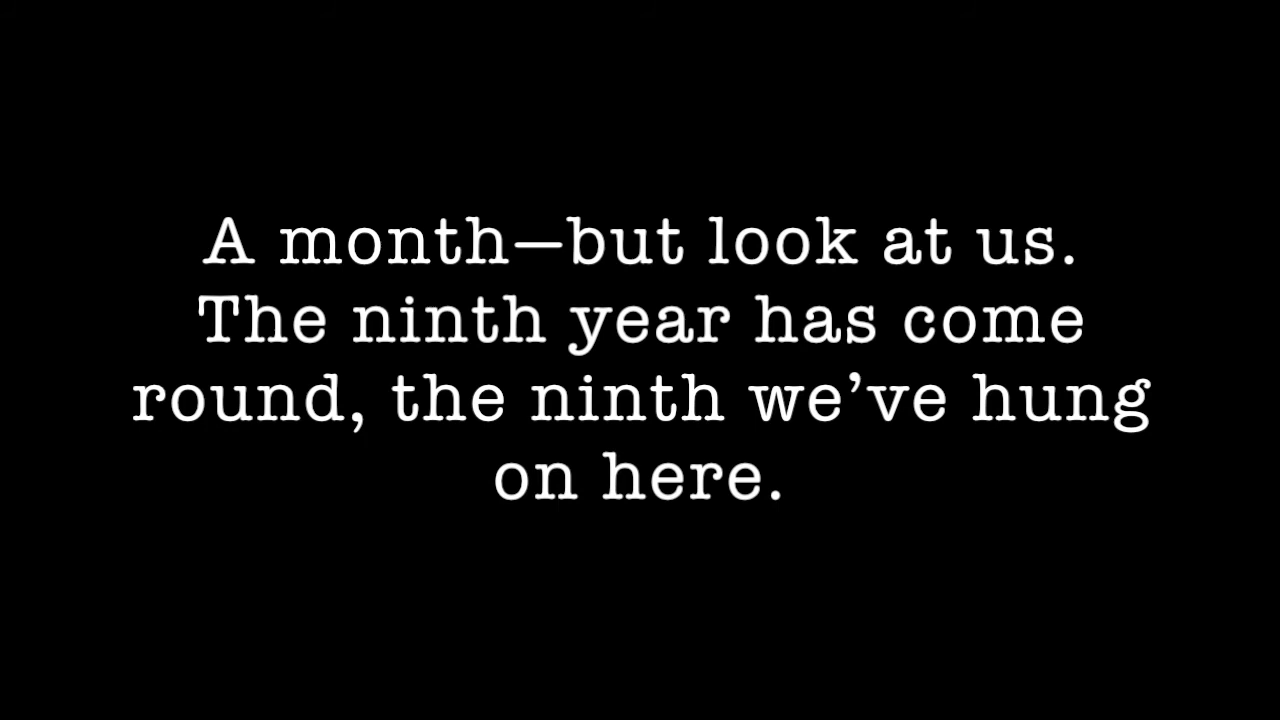 A month—but look at us.
The ninth year has come
round, the ninth we’ve hung
on here.